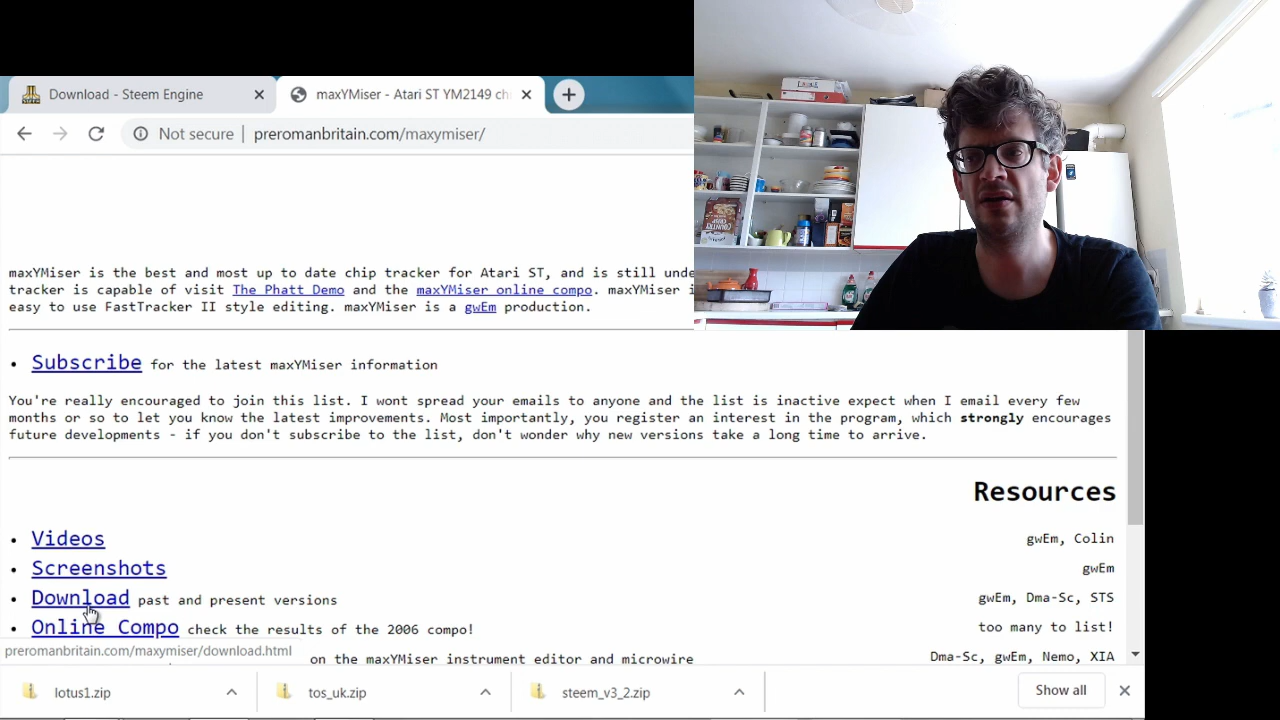 Download - Steem Engine
maxYMiser - Atari ST YM2149 ch
Not secure
preromanbritain.com/maxymiser/
maxYMiser is the best and most up to date chip tracker for Atari ST, and is still unde
tracker is capable of visit The Phatt Demo and the maxYMiser online compo. maxYMiser i
easy to use FastTracker II style editing. maxYMiser is a gwEm production.
• Subscribe for the latest maxYMiser information
You're really encouraged to join this list. I wont spread your emails to anyone and the list is inactive expect when I email every few
months or so to let you know the latest improvements. Most importantly, you register an interest in the program, which strongly encourages
future developments - if you don't subscribe to the list, don't wonder why new versions take a long time to arrive.
Resources
• Videos gwEm, Colin
• Screenshots gwEm
• Download past and present versions gwEm, Dma-Sc, STS
• Online Compo check the results of the 2006 compo! too many to list!
preromanbritain.com/maxymiser/download.html
on the maxYMiser instrument editor and microwire Dma-Sc, gwEm, Nemo, XIA
lotus1.zip
tos_uk.zip
steem_v3_2.zip
Show all
COUNTRY
CRISP